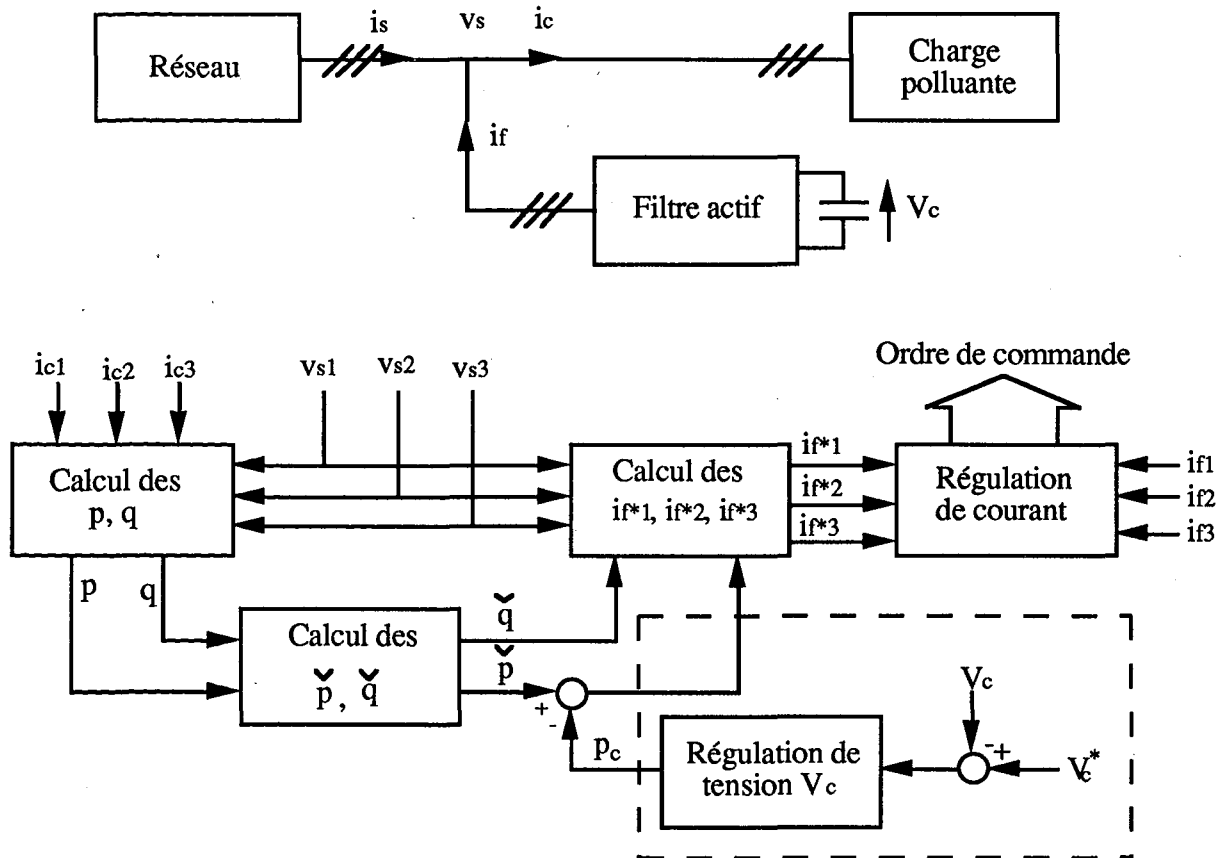 is
vs
ic
Réseau
Charge
polluante
if
Filtre actif
Vc
Ordre de commande
ic1
ic2
ic3
vs1
vs2
vs3
Calcul des
p, q
Calcul des
if*1, if*2, if*3
if*1
if*2
if*3
Régulation
de courant
if1
if2
if3
p
q
Calcul des
p̌, q̌
q̌
p̌
+
-
pc
Régulation de
tension Vc
Vc
-+
Vc*